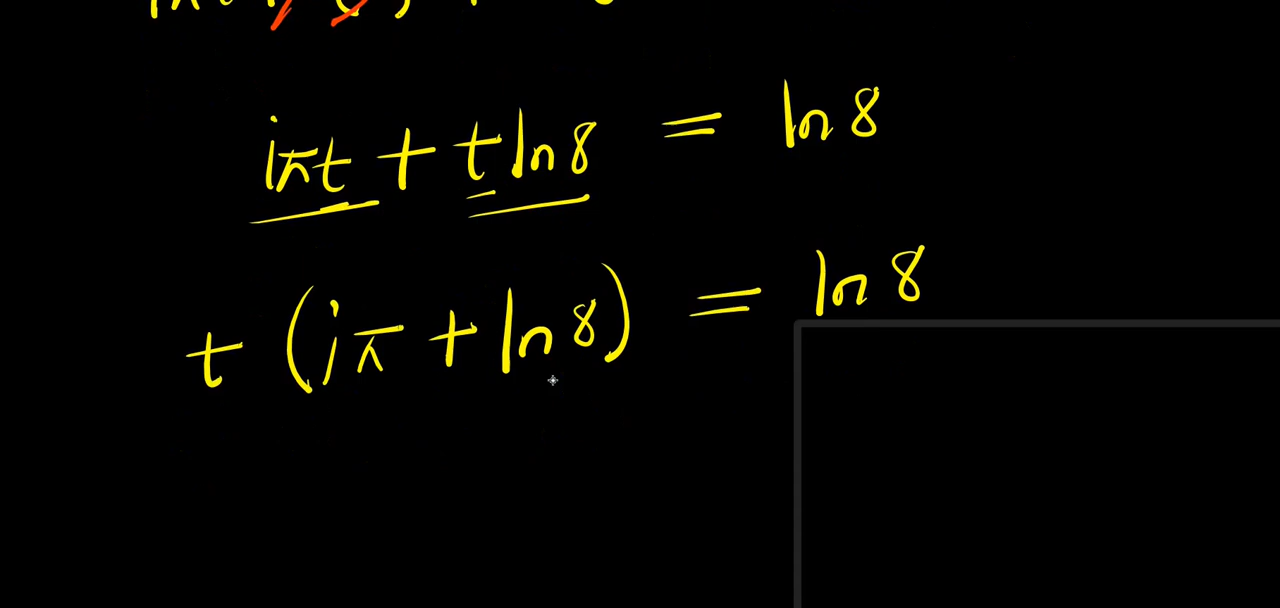 iπt + t ln 8 = ln 8
t (iπ + ln 8) = ln 8